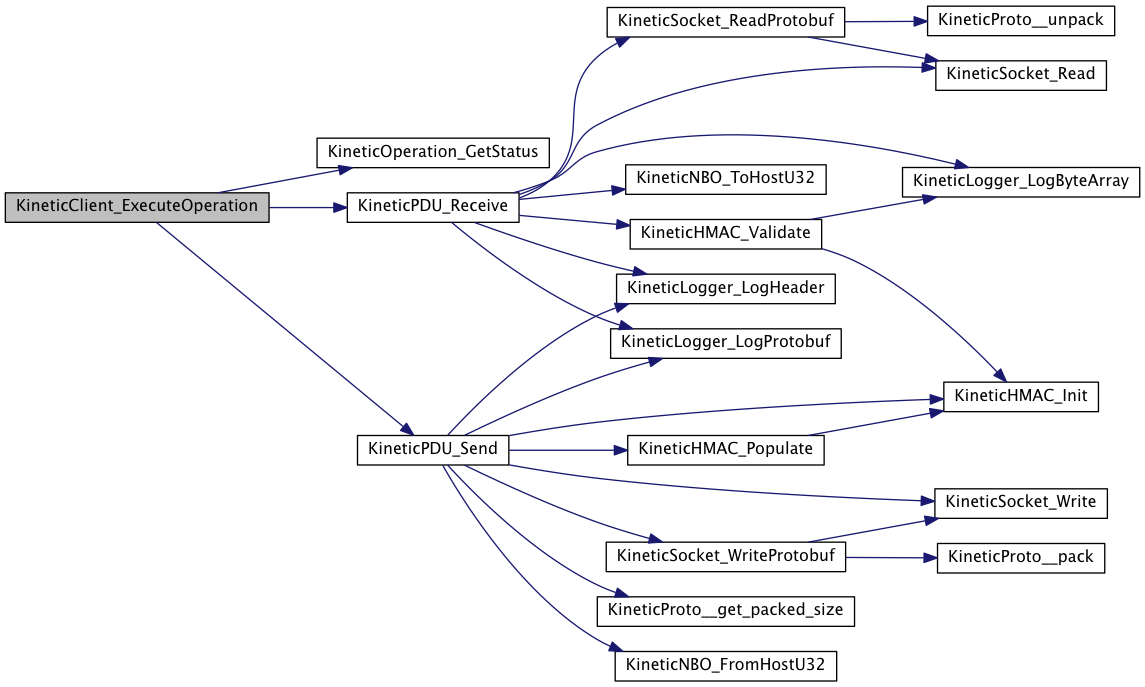 KineticSocket_ReadProtobuf
KineticProto__unpack
KineticSocket_Read
KineticOperation_GetStatus
KineticNBO_ToHostU32
KineticLogger_LogByteArray
KineticClient_ExecuteOperation
KineticPDU_Receive
KineticHMAC_Validate
KineticLogger_LogHeader
KineticLogger_LogProtobuf
KineticHMAC_Init
KineticPDU_Send
KineticHMAC_Populate
KineticSocket_Write
KineticSocket_WriteProtobuf
KineticProto__pack
KineticProto__get_packed_size
KineticNBO_FromHostU32